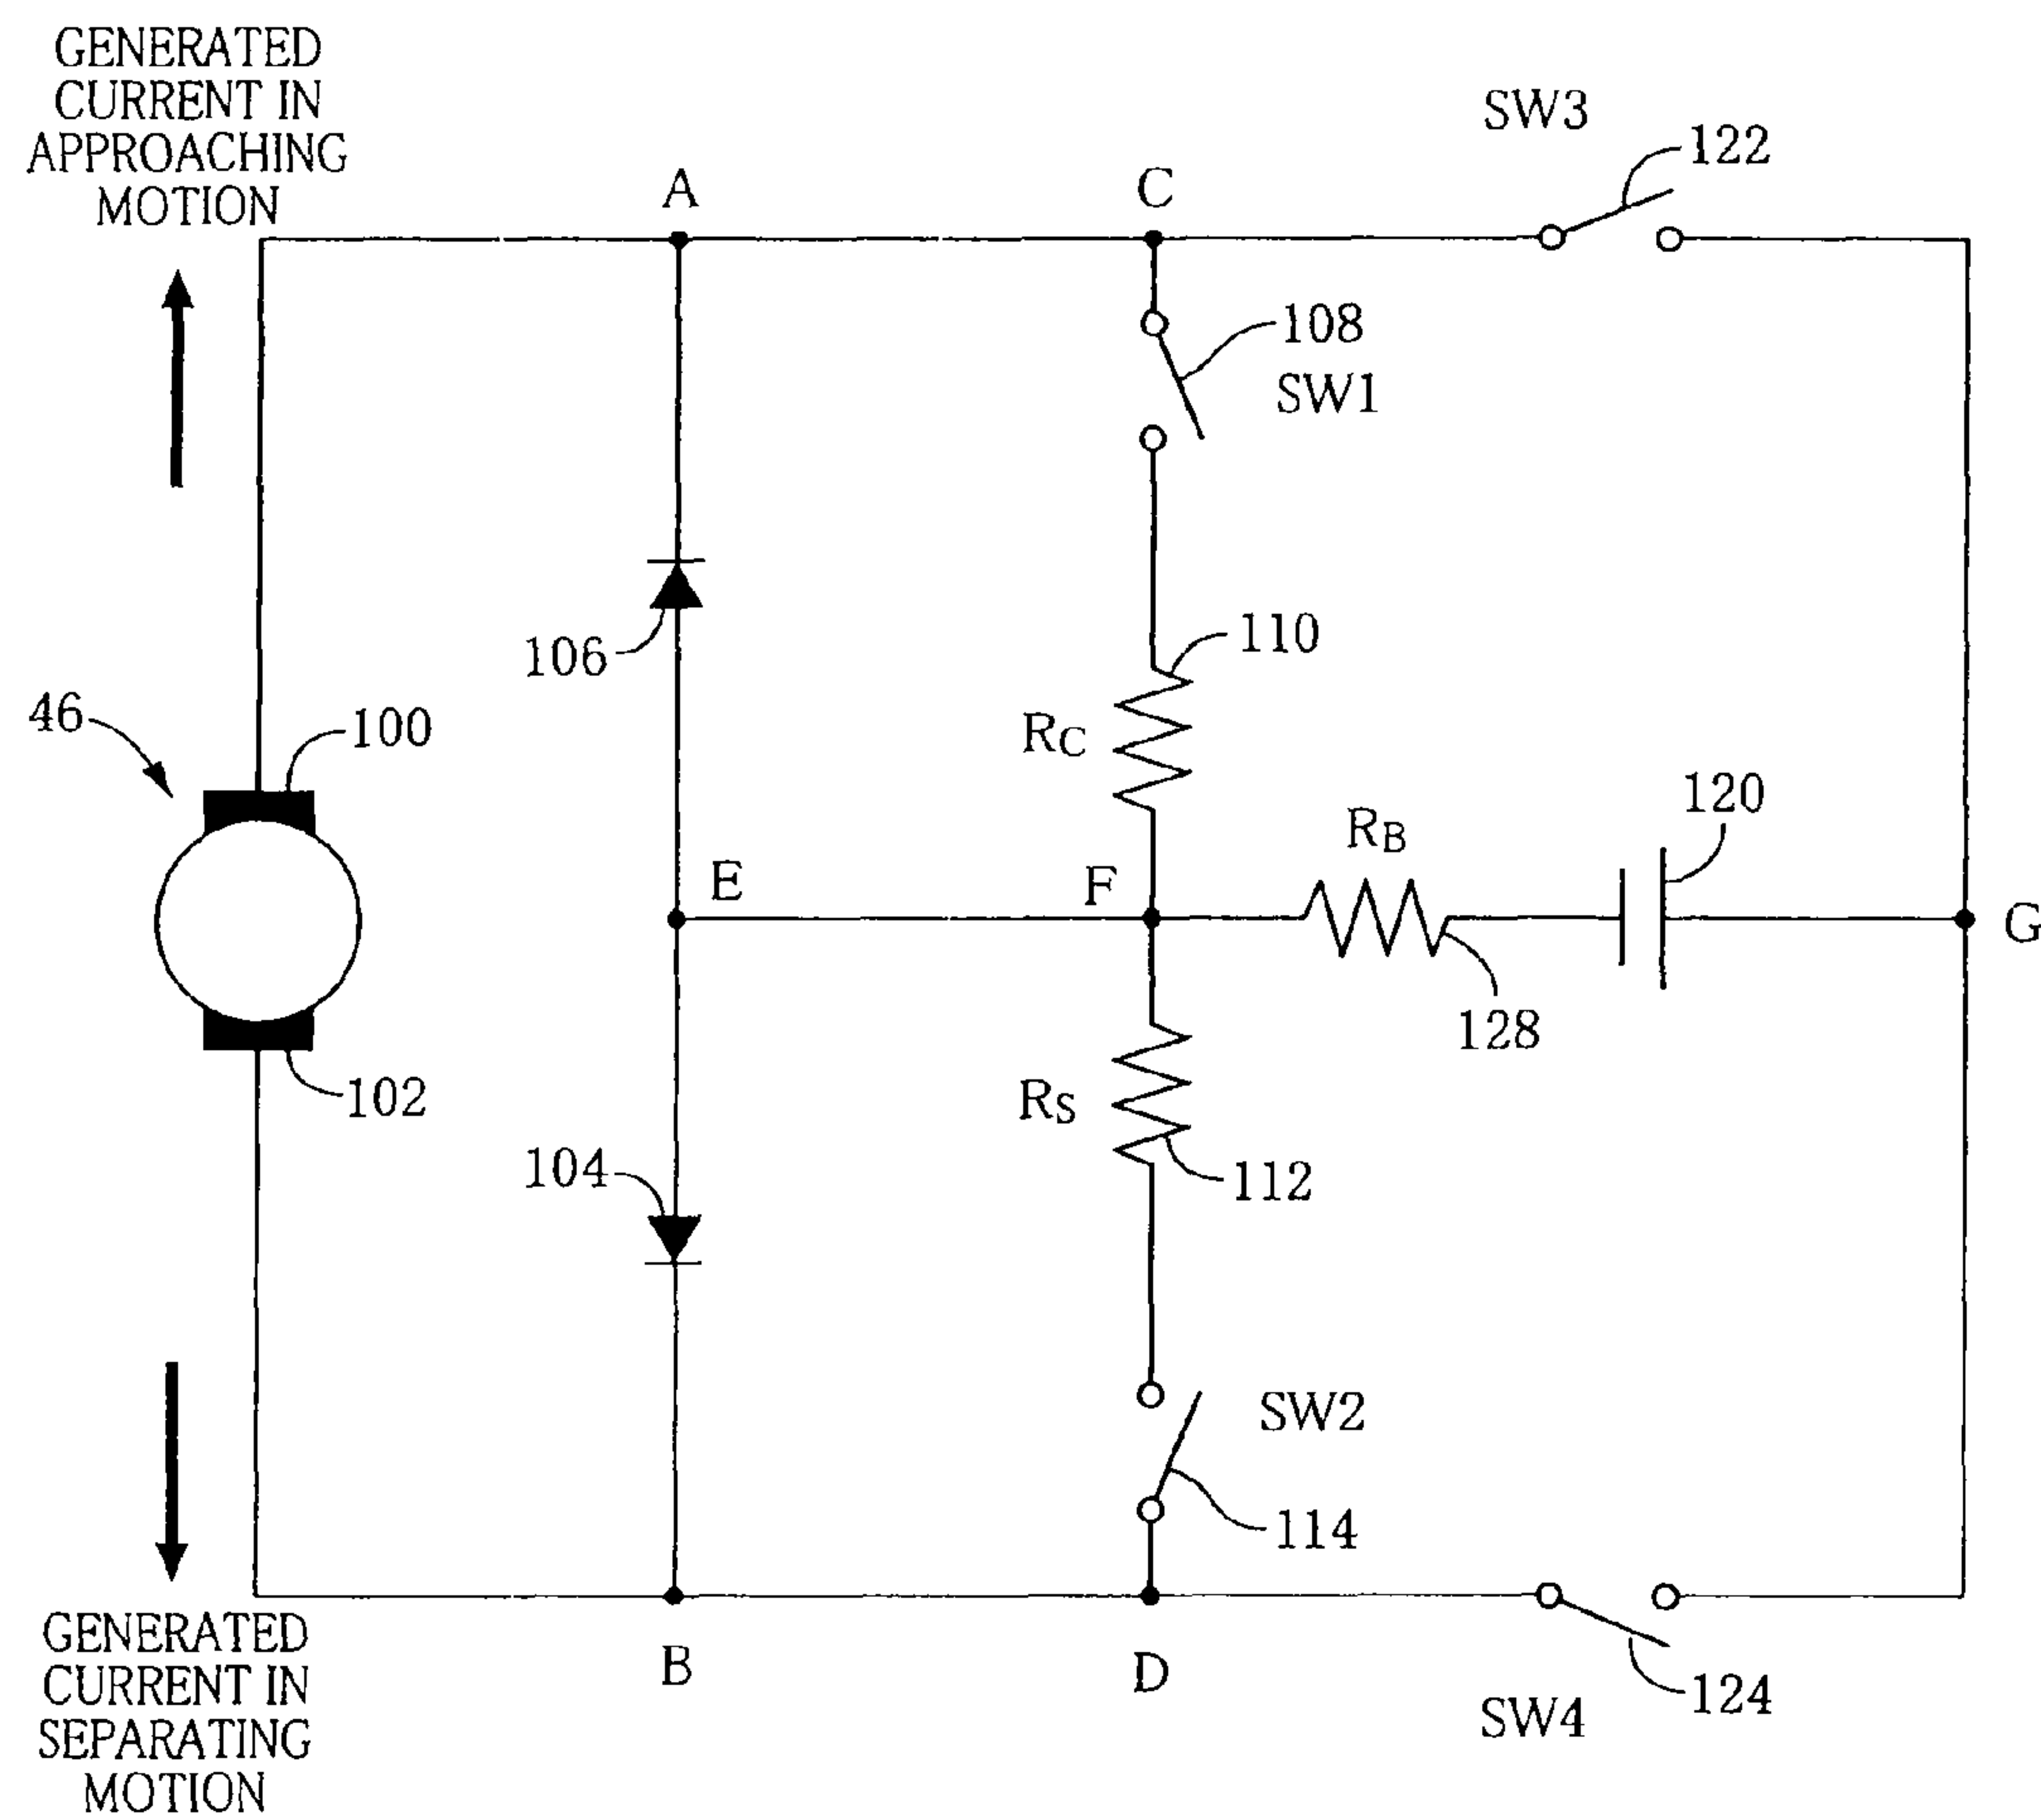 GENERATED
CURRENT IN
APPROACHING
MOTION
SW3
122
A
C
108
SW1
106
110
RC
46
100
120
RB
E
F
G
128
102
RS
104
112
SW2
114
B
D
124
SW4
GENERATED
CURRENT IN
SEPARATING
MOTION